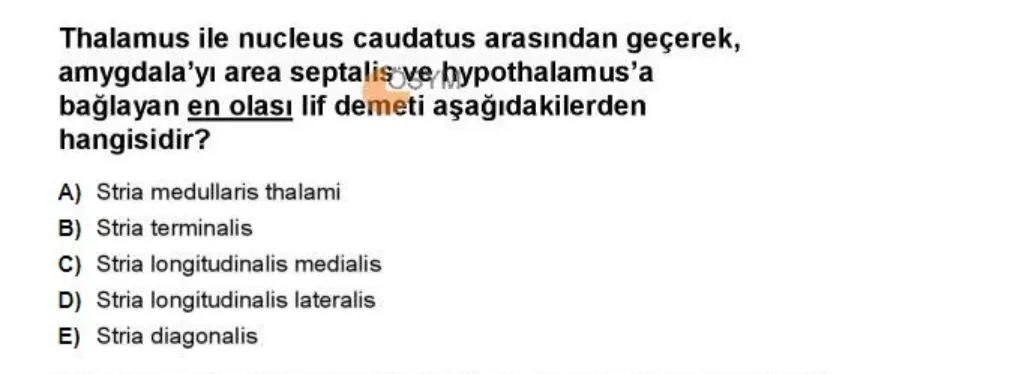 Thalamus ile nucleus caudatus arasından geçerek,
amygdala'yı area septalis ve hypothalamus'a
ÖSYM
bağlayan en olası lif demeti aşağıdakilerden
hangisidir?
A) Stria medullaris thalami
B) Stria terminalis
C) Stria longitudinalis medialis
D) Stria longitudinalis lateralis
E) Stria diagonalis